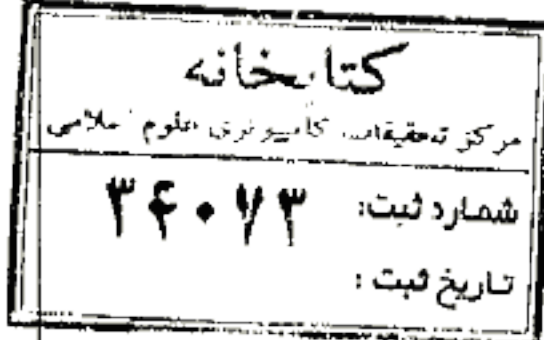 کتابخانه
مرکز تحقیقات کامپیوتری علوم اسلامی
شماره ثبت: ۳۴۰۷۳
تاریخ ثبت :